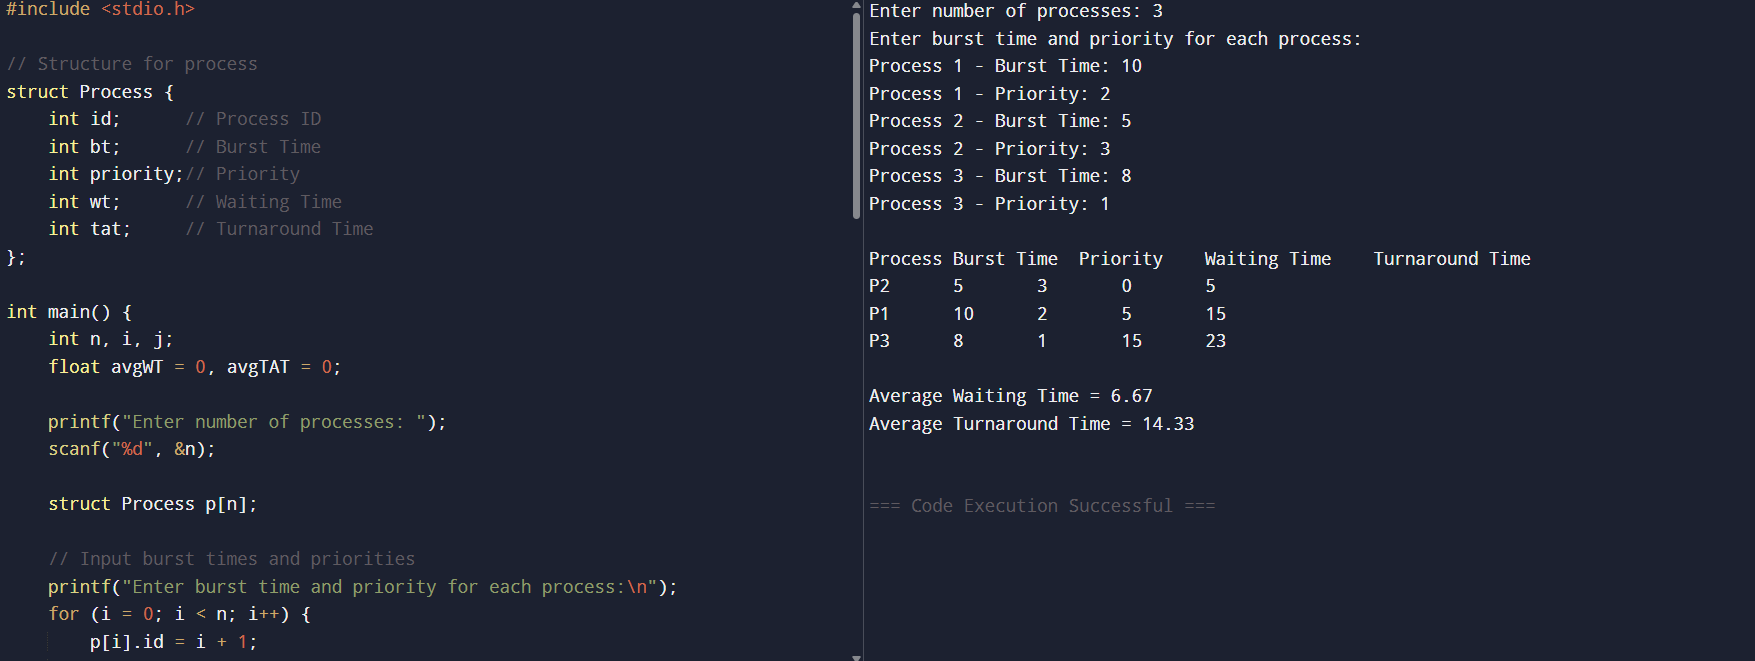 #include <stdio.h>

// Structure for process
struct Process {
    int id;      // Process ID
    int bt;      // Burst Time
    int priority;// Priority
    int wt;      // Waiting Time
    int tat;     // Turnaround Time
};

int main() {
    int n, i, j;
    float avgWT = 0, avgTAT = 0;

    printf("Enter number of processes: ");
    scanf("%d", &n);

    struct Process p[n];

    // Input burst times and priorities
    printf("Enter burst time and priority for each process:\n");
    for (i = 0; i < n; i++) {
        p[i].id = i + 1;
Enter number of processes: 3
Enter burst time and priority for each process:
Process 1 - Burst Time: 10
Process 1 - Priority: 2
Process 2 - Burst Time: 5
Process 2 - Priority: 3
Process 3 - Burst Time: 8
Process 3 - Priority: 1

Process Burst Time  Priority    Waiting Time    Turnaround Time
P2      5       3       0       5
P1      10      2       5       15
P3      8       1       15      23

Average Waiting Time = 6.67
Average Turnaround Time = 14.33

=== Code Execution Successful ===